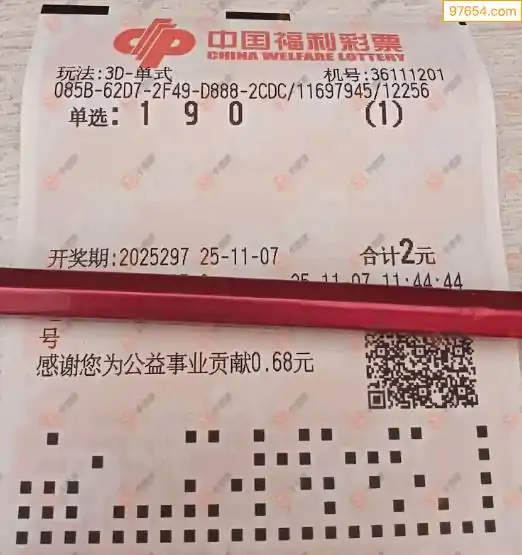 97654.com
中国福利彩票
CHINA WELFARE LOTTERY
玩法:3D-单式 机号:36111201
085B-62D7-2F49-D888-2CDC/11697945/12256
单选: 1 9 0 (1)
开奖期:2025297 25-11-07 合计2元
25-11-07 11:44:44
号
感谢您为公益事业贡献0.68元